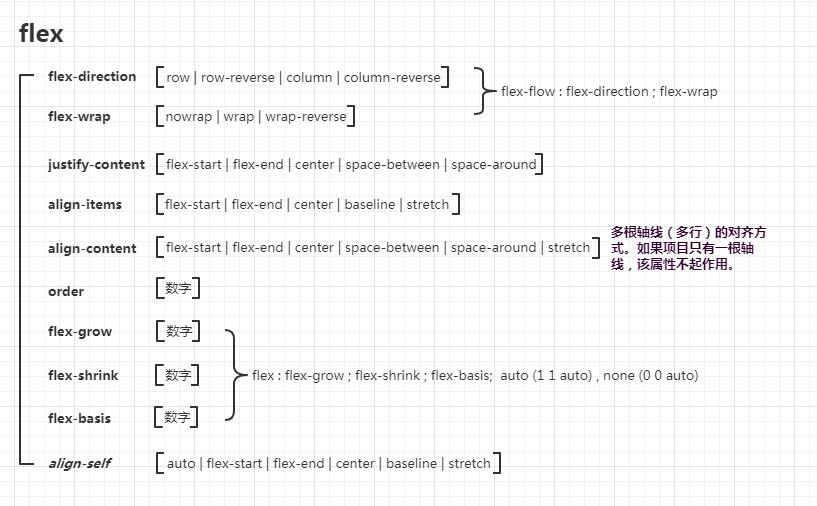 flex
flex-direction [row | row-reverse | column | column-reverse]
flex-flow : flex-direction ; flex-wrap
flex-wrap [nowrap | wrap | wrap-reverse]
justify-content [flex-start | flex-end | center | space-between | space-around]
align-items [flex-start | flex-end | center | baseline | stretch]
align-content [flex-start | flex-end | center | space-between | space-around | stretch]
多根轴线（多行）的对齐方
式。如果项目只有一根轴
线，该属性不起作用。
order [数字]
flex-grow [数字]
flex-shrink [数字]
flex : flex-grow ; flex-shrink ; flex-basis;  auto (1 1 auto) , none (0 0 auto)
flex-basis [数字]
align-self [auto | flex-start | flex-end | center | baseline | stretch]